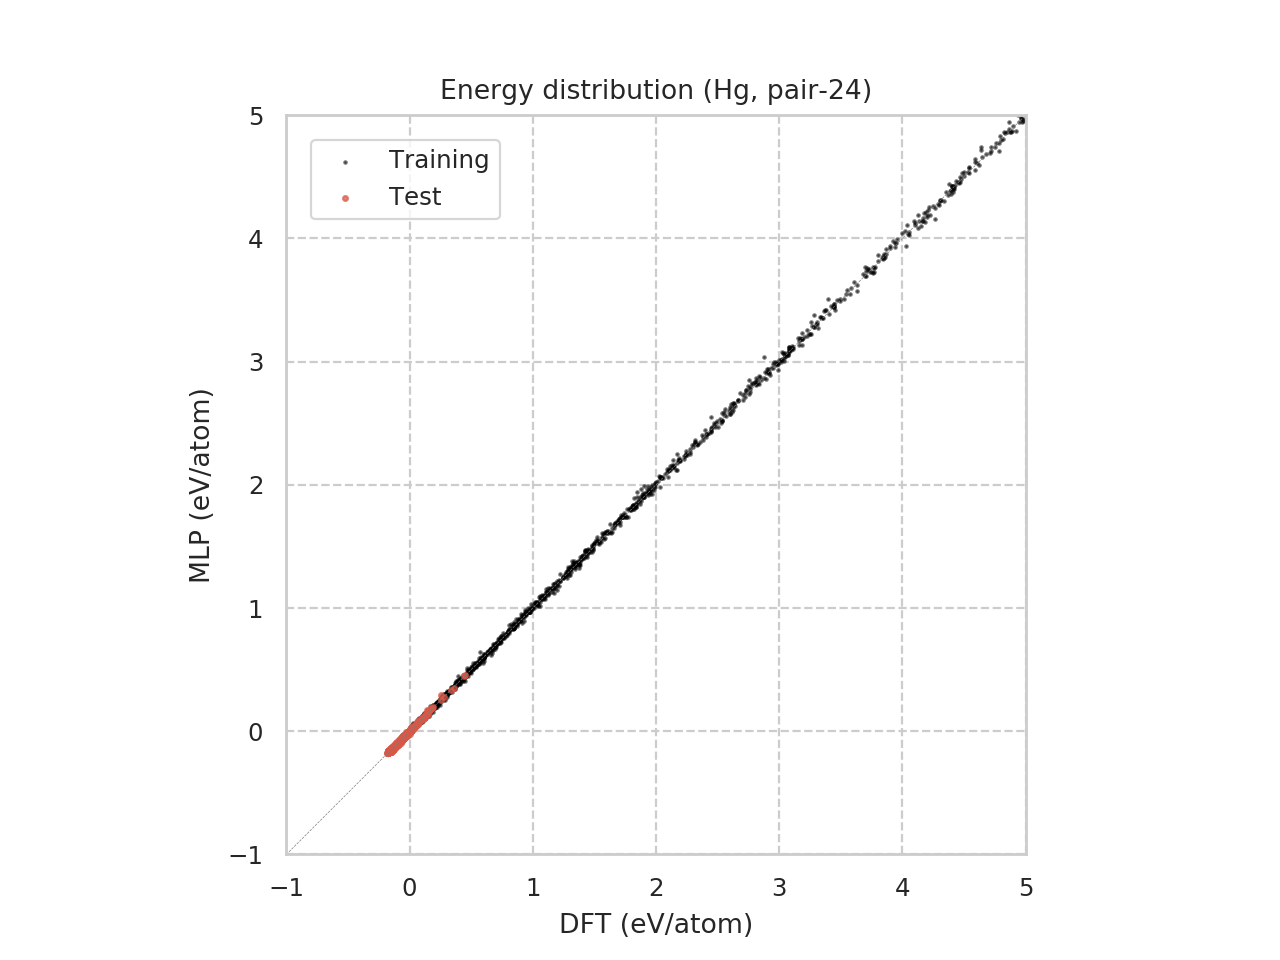 Energy distribution (Hg, pair-24)
Training
Test
5
4
3
2
1
0
−1
MLP (eV/atom)
−1 0 1 2 3 4 5
DFT (eV/atom)